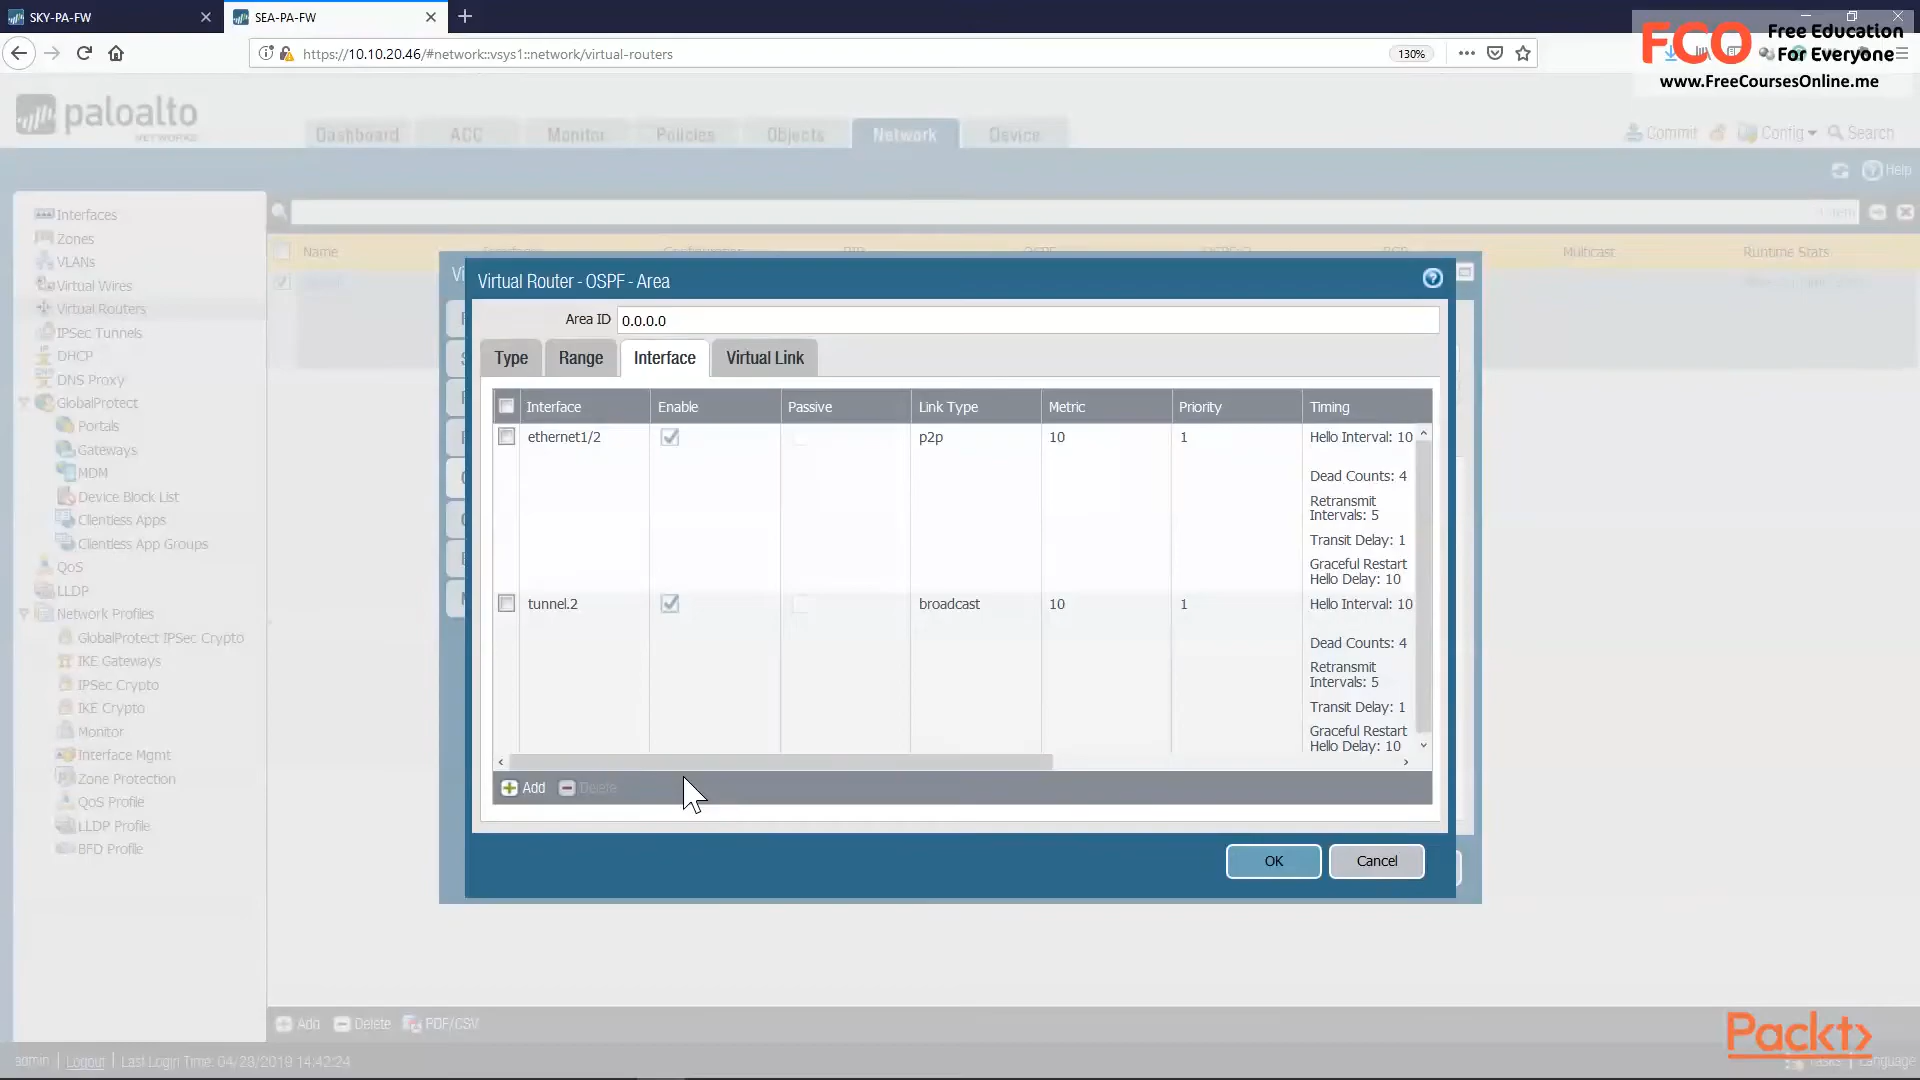 SKY-PA-FW
SEA-PA-FW
https://10.10.20.46/#network::vsys1::network/virtual-routers
130%
FCO
Free Education
For Everyone
www.FreeCoursesOnline.me
paloalto
NETWORKS
Dashboard
ACC
Monitor
Policies
Objects
Network
Device
Commit
Config
Search
Help
Interfaces
Zones
VLANs
Virtual Wires
Virtual Routers
IPSec Tunnels
DHCP
DNS Proxy
GlobalProtect
Portals
Gateways
MDM
Device Block List
Clientless Apps
Clientless App Groups
QoS
LLDP
Network Profiles
GlobalProtect IPSec Crypto
IKE Gateways
IPSec Crypto
IKE Crypto
Monitor
Interface Mgmt
Zone Protection
QoS Profile
LLDP Profile
BFD Profile
Name
Multicast
Runtime Stats
Virtual Router - OSPF - Area
Area ID 0.0.0.0
Type
Range
Interface
Virtual Link
Interface Enable Passive Link Type Metric Priority Timing
ethernet1/2 p2p 10 1 Hello Interval: 10
Dead Counts: 4
Retransmit
Intervals: 5
Transit Delay: 1
Graceful Restart
Hello Delay: 10
tunnel.2 broadcast 10 1 Hello Interval: 10
Dead Counts: 4
Retransmit
Intervals: 5
Transit Delay: 1
Graceful Restart
Hello Delay: 10
Add Delete
OK
Cancel
Add Delete PDF/CSV
admin | Logout | Last Login Time: 04/28/2019 14:42:24
Packt>
Tasks | Language